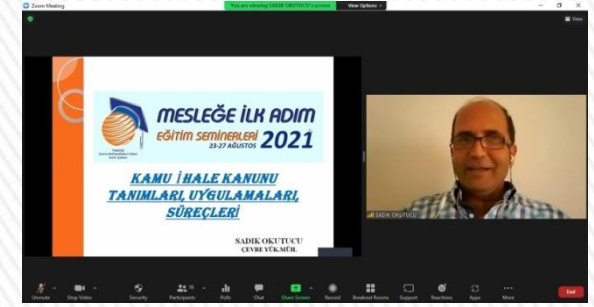 Zoom Meeting
You are viewing SADIK OKUTUCU's screen
View Options
View
MESLEĞE İLK ADIM
EĞİTİM SEMİNERLERİ 2021
23-27 AĞUSTOS
KAMU İHALE KANUNU
TANIMLARI, UYGULAMALARI,
SÜREÇLERİ
SADIK OKUTUCU
ÇEVRE YÜK.MÜH.
SADIK OKUTUCU
Unmute Stop Video Security Participants Polls Chat Share Screen Record Breakout Rooms Support Reactions Apps More End